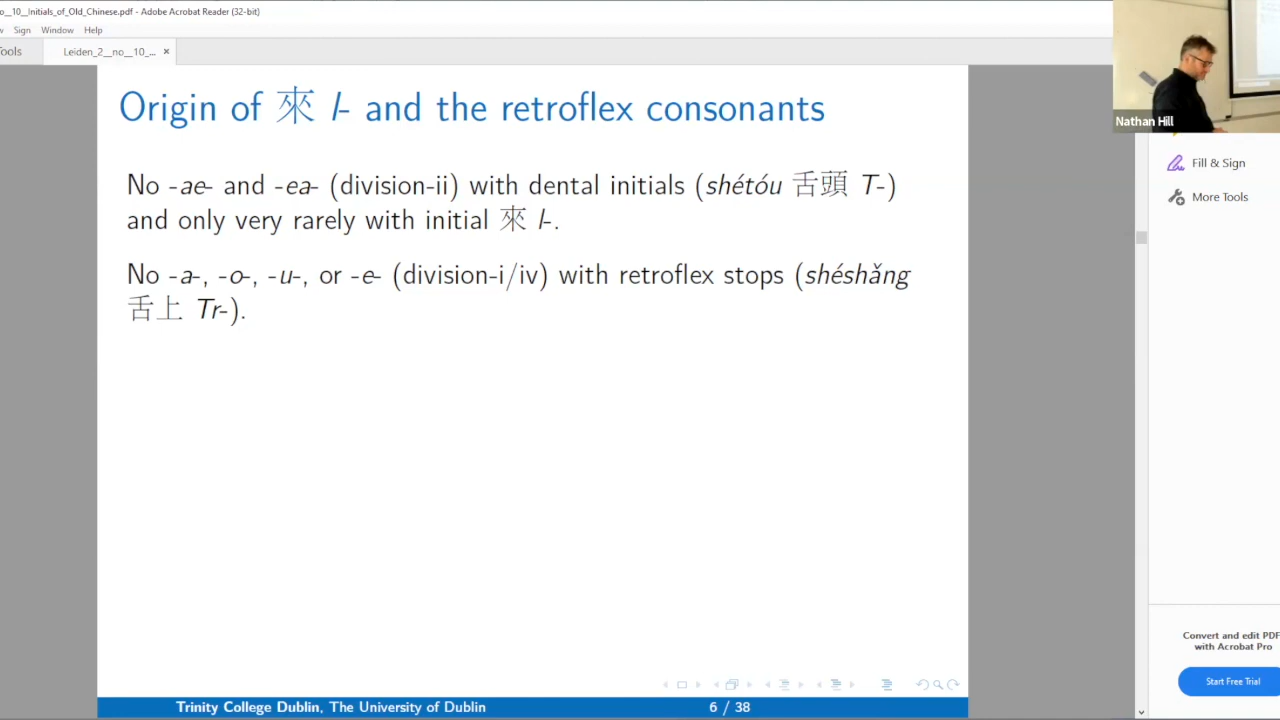 o__10__Initials_of_Old_Chinese.pdf - Adobe Acrobat Reader (32-bit)
Sign Window Help
Tools
Leiden_2__no__10_... ×
Origin of 來 l- and the retroflex consonants
No -ae- and -ea- (division-ii) with dental initials (shétóu 舌頭 T-)
and only very rarely with initial 來 l-.
No -a-, -o-, -u-, or -e- (division-i/iv) with retroflex stops (shéshǎng
舌上 Tr-).
Trinity College Dublin, The University of Dublin
6 / 38
Nathan Hill
Fill & Sign
More Tools
Convert and edit PDF
with Acrobat Pro
Start Free Trial